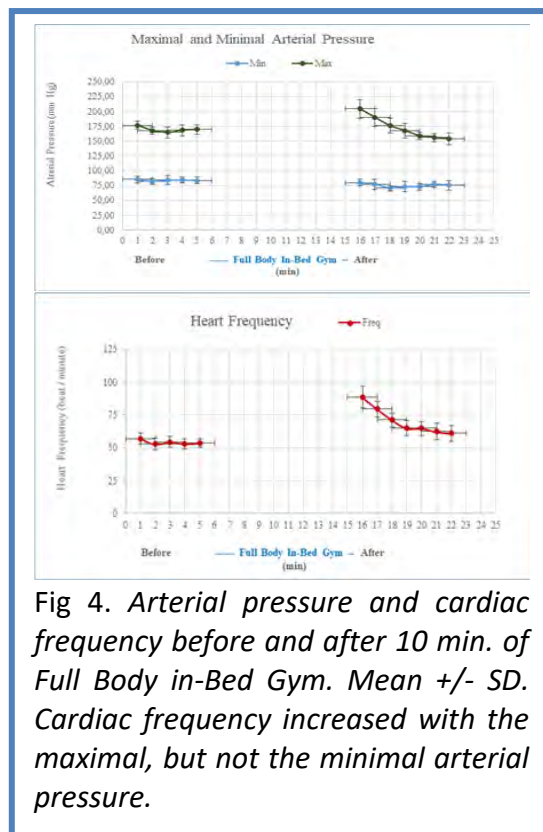 Maximal and Minimal Arterial Pressure
Min Max
Aterial Pressure(mm Hg)
250,00
225,00
200,00
175,00
150,00
125,00
100,00
75,00
50,00
25,00
0,00
0 1 2 3 4 5 6 7 8 9 10 11 12 13 14 15 16 17 18 19 20 21 22 23 24 25
Before Full Body In-Bed Gym – After
(min)
Heart Frequency Freq
Heart Frequency (beat / minute)
125
100
75
50
25
0
0 1 2 3 4 5 6 7 8 9 10 11 12 13 14 15 16 17 18 19 20 21 22 23 24 25
Before Full Body In-Bed Gym – After
(min)
Fig 4. Arterial pressure and cardiac
frequency before and after 10 min. of
Full Body in-Bed Gym. Mean +/- SD.
Cardiac frequency increased with the
maximal, but not the minimal arterial
pressure.